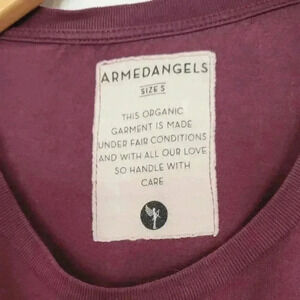 ARMEDANGELS
SIZE S
THIS ORGANIC
GARMENT IS MADE
UNDER FAIR CONDITIONS
AND WITH ALL OUR LOVE
SO HANDLE WITH
CARE